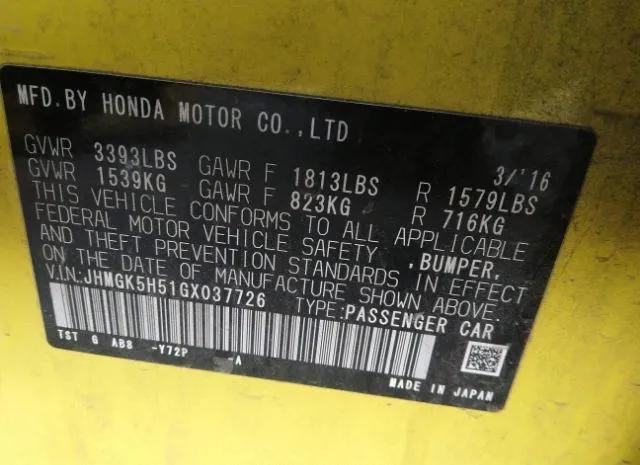 MFD.BY HONDA MOTOR CO.,LTD
3/'16
GVWR 3393LBS GAWR F 1813LBS R 1579LBS
GVWR 1539KG GAWR F 823KG R 716KG
THIS VEHICLE CONFORMS TO ALL APPLICABLE
FEDERAL MOTOR VEHICLE SAFETY ,BUMPER,
AND THEFT PREVENTION STANDARDS IN EFFECT
ON THE DATE OF MANUFACTURE SHOWN ABOVE.
V.I.N:JHMGK5H51GX037726 TYPE:PASSENGER CAR
TST G AB8 -Y72P -A
MADE IN JAPAN